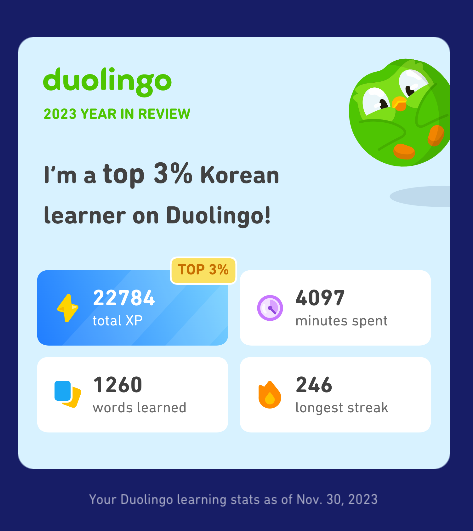 duolingo
2023 YEAR IN REVIEW
I'm a top 3% Korean
learner on Duolingo!
TOP 3%
22784
total XP
4097
minutes spent
1260
words learned
246
longest streak
Your Duolingo learning stats as of Nov. 30, 2023